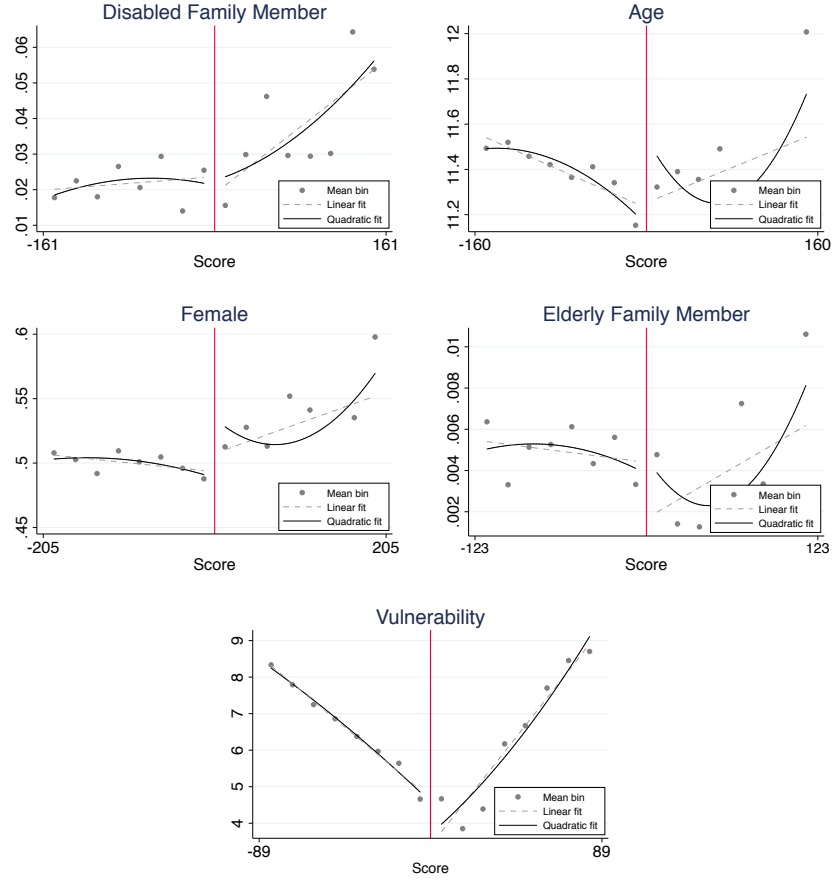 Disabled Family Member
.06
.05
.04
.03
.02
.01
-161
161
Score
Mean bin
Linear fit
Quadratic fit
Age
12
11.8
11.6
11.4
11.2
-160
160
Score
Mean bin
Linear fit
Quadratic fit
Female
.6
.55
.5
.45
-205
205
Score
Mean bin
Linear fit
Quadratic fit
Elderly Family Member
.01
.008
.006
.004
.002
-123
123
Score
Mean bin
Linear fit
Quadratic fit
Vulnerability
9
8
7
6
5
4
-89
89
Score
Mean bin
Linear fit
Quadratic fit